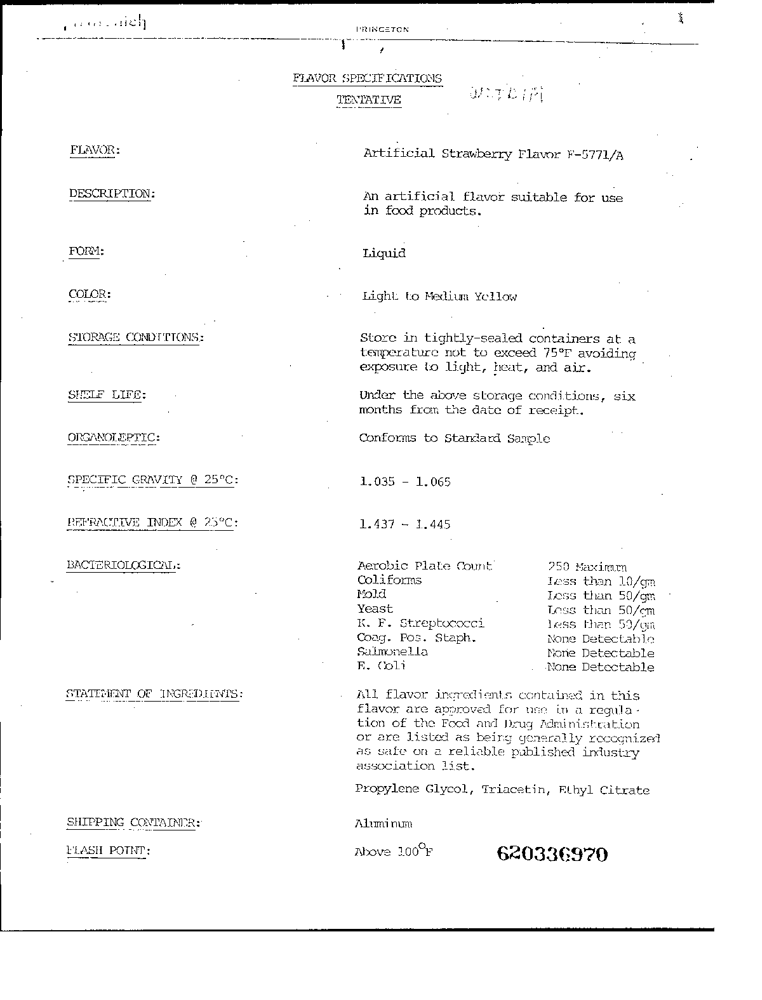 PRINCETON
1
FLAVOR SPECIFICATIONS
TENTATIVE
FLAVOR: Artificial Strawberry Flavor F-5771/A
DESCRIPTION: An artificial flavor suitable for use
in food products.
FORM: Liquid
COLOR: Light to Medium Yellow
STORAGE CONDITIONS: Store in tightly-sealed containers at a
temperature not to exceed 75°F avoiding
exposure to light, heat, and air.
SHELF LIFE: Under the above storage conditions, six
months from the date of receipt.
ORGANOLEPTIC: Conforms to Standard Sample
SPECIFIC GRAVITY @ 25°C: 1.035 - 1.065
REFRACTIVE INDEX @ 25°C: 1.437 - 1.445
BACTERIOLOGICAL: Aerobic Plate Count 250 Maximum
Coliforms Less than 10/gm
Mold Less than 50/gm
Yeast Less than 50/gm
K. F. Streptococci Less than 50/gm
Coag. Pos. Staph. None Detectable
Salmonella None Detectable
E. Coli None Detectable
STATEMENT OF INGREDIENTS: All flavor ingredients contained in this
flavor are approved for use in a regula-
tion of the Food and Drug Administration
or are listed as being generally recognized
as safe on a reliable published industry
association list.
Propylene Glycol, Triacetin, Ethyl Citrate
SHIPPING CONTAINER: Aluminum
FLASH POINT: Above 100°F
620336970